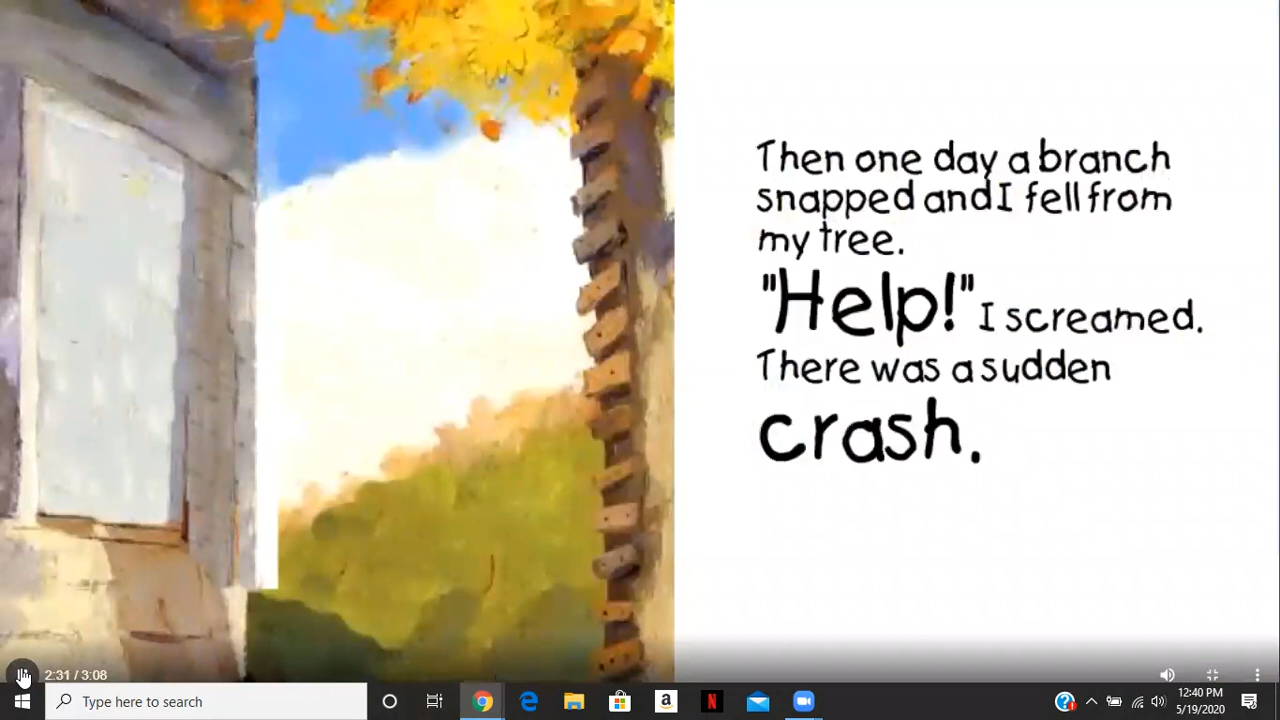 Then one day a branch
snapped and I fell from
my tree.
"Help!" I screamed.
There was a sudden
crash.
2:31 / 3:08
Type here to search
12:40 PM
5/19/2020